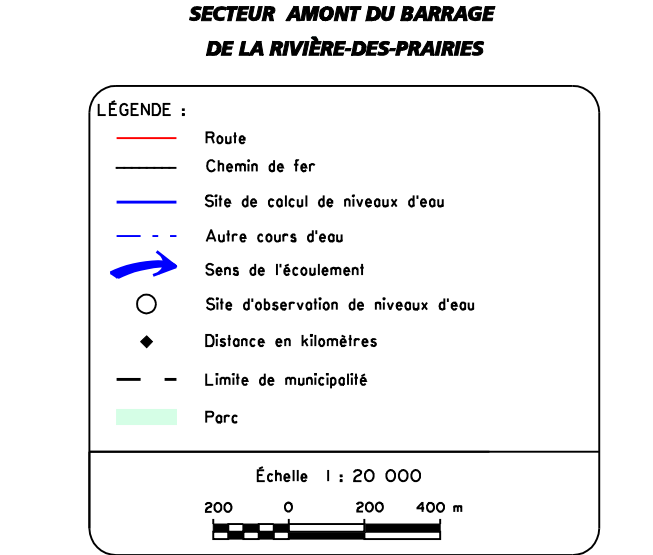 SECTEUR AMONT DU BARRAGE
DE LA RIVIÈRE-DES-PRAIRIES
LÉGENDE :
Route
Chemin de fer
Site de calcul de niveaux d'eau
Autre cours d'eau
Sens de l'écoulement
Site d'observation de niveaux d'eau
Distance en kilomètres
Limite de municipalité
Parc
Échelle 1 : 20 000
200 0 200 400 m